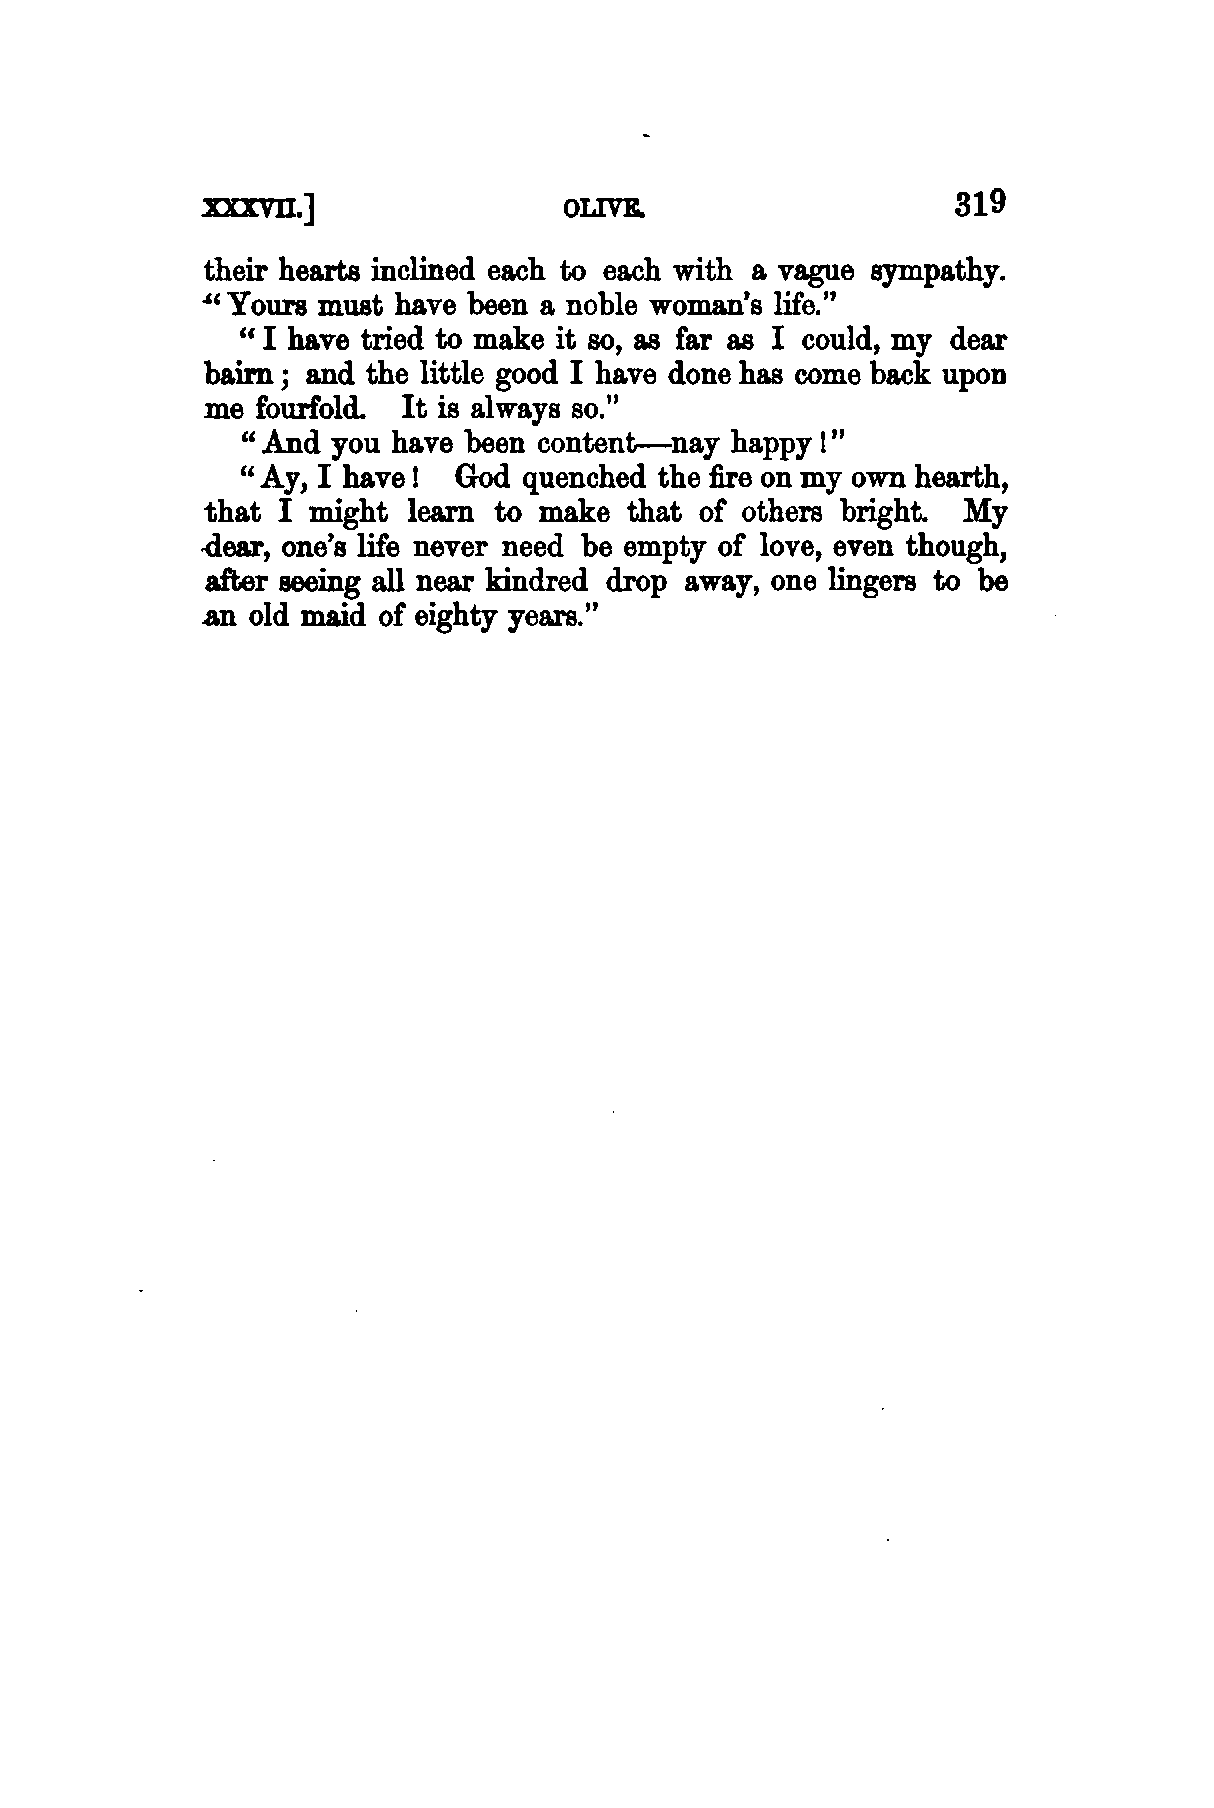 XXXVII.] OLIVE. 319
their hearts inclined each to each with a vague sympathy.
“Yours must have been a noble woman's life.”
“I have tried to make it so, as far as I could, my dear
bairn; and the little good I have done has come back upon
me fourfold. It is always so.”
“And you have been content—nay happy!”
“Ay, I have! God quenched the fire on my own hearth,
that I might learn to make that of others bright. My
dear, one's life never need be empty of love, even though,
after seeing all near kindred drop away, one lingers to be
an old maid of eighty years.”